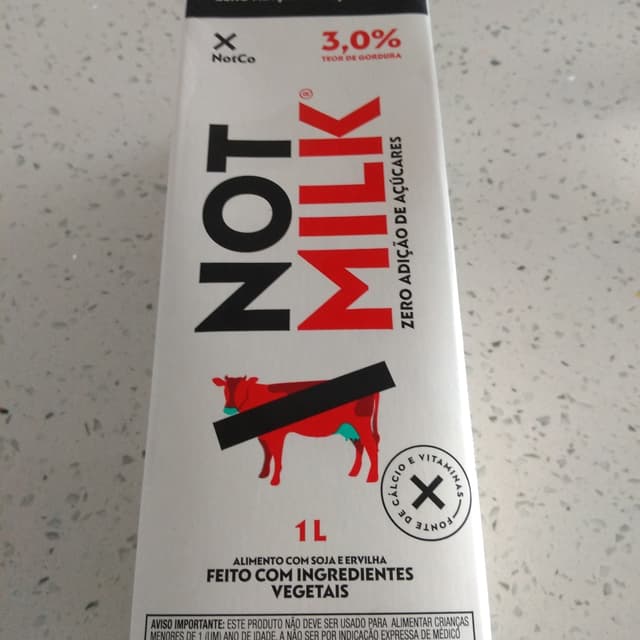 NotCo
3,0%
TEOR DE GORDURA
NOT
MILK®
ZERO ADIÇÃO DE AÇÚCARES
FONTE DE CÁLCIO E VITAMINAS
1 L
ALIMENTO COM SOJA E ERVILHA
FEITO COM INGREDIENTES
VEGETAIS
AVISO IMPORTANTE: ESTE PRODUTO NÃO DEVE SER USADO PARA ALIMENTAR CRIANÇAS
MENORES DE 1 (UM) ANO DE IDADE, A NÃO SER POR INDICAÇÃO EXPRESSA DE MÉDICO